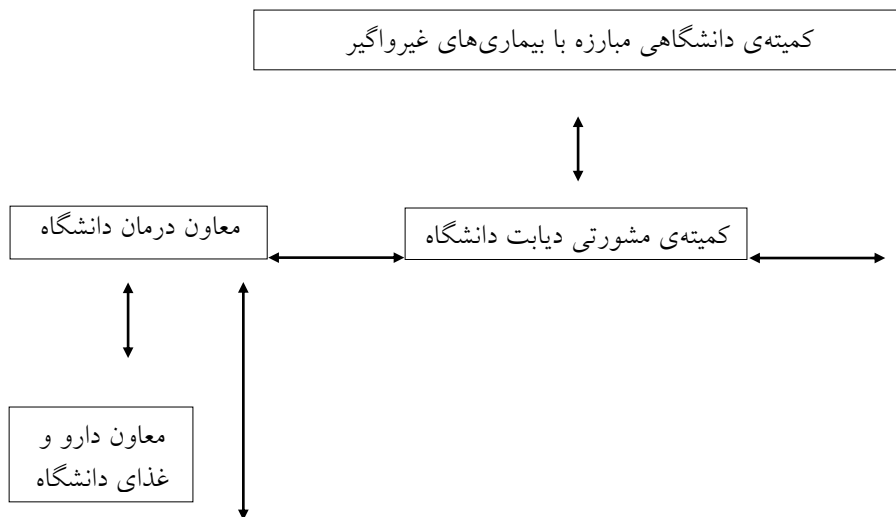 کمیته‌ی دانشگاهی مبارزه با بیماری‌های غیرواگیر
کمیته‌ی مشورتی دیابت دانشگاه
معاون درمان دانشگاه
معاون دارو و
غذای دانشگاه